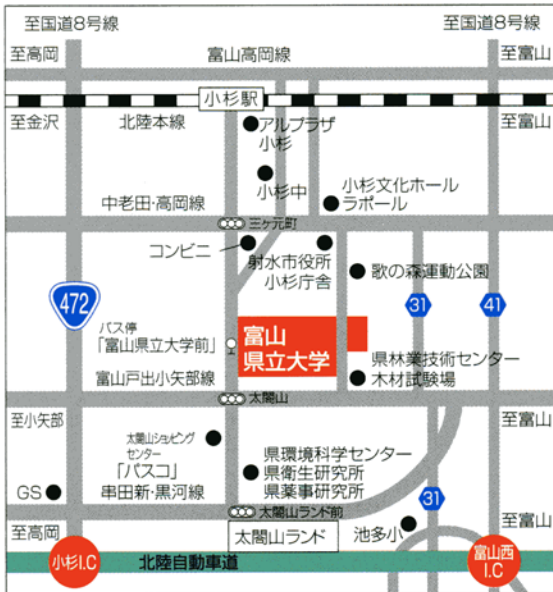 至国道8号線
至国道8号線
至高岡
富山高岡線
至富山
小杉駅
至金沢
北陸本線
アルプラザ
小杉
至富山
小杉中
小杉文化ホール
ラポール
中老田・高岡線
三ヶ元町
コンビニ
射水市役所
小杉庁舎
歌の森運動公園
472
31
41
バス停
「富山県立大学前」
富山
県立大学
県林業技術センター
木材試験場
富山戸出小矢部線
太閤山
至小矢部
至富山
太閤山ショッピング
センター
「パスコ」
県環境科学センター
県衛生研究所
県薬事研究所
GS
串田新・黒河線
31
太閤山ランド前
至高岡
太閤山ランド
池多小
至富山
小杉I.C
北陸自動車道
富山西
I.C